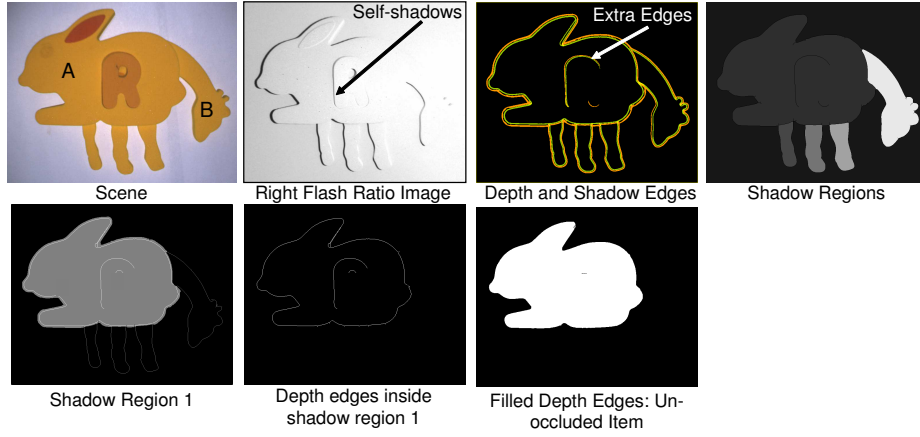 Self-shadows
Extra Edges
A
B
Scene
Right Flash Ratio Image
Depth and Shadow Edges
Shadow Regions
Shadow Region 1
Depth edges inside
shadow region 1
Filled Depth Edges: Un-
occluded Item